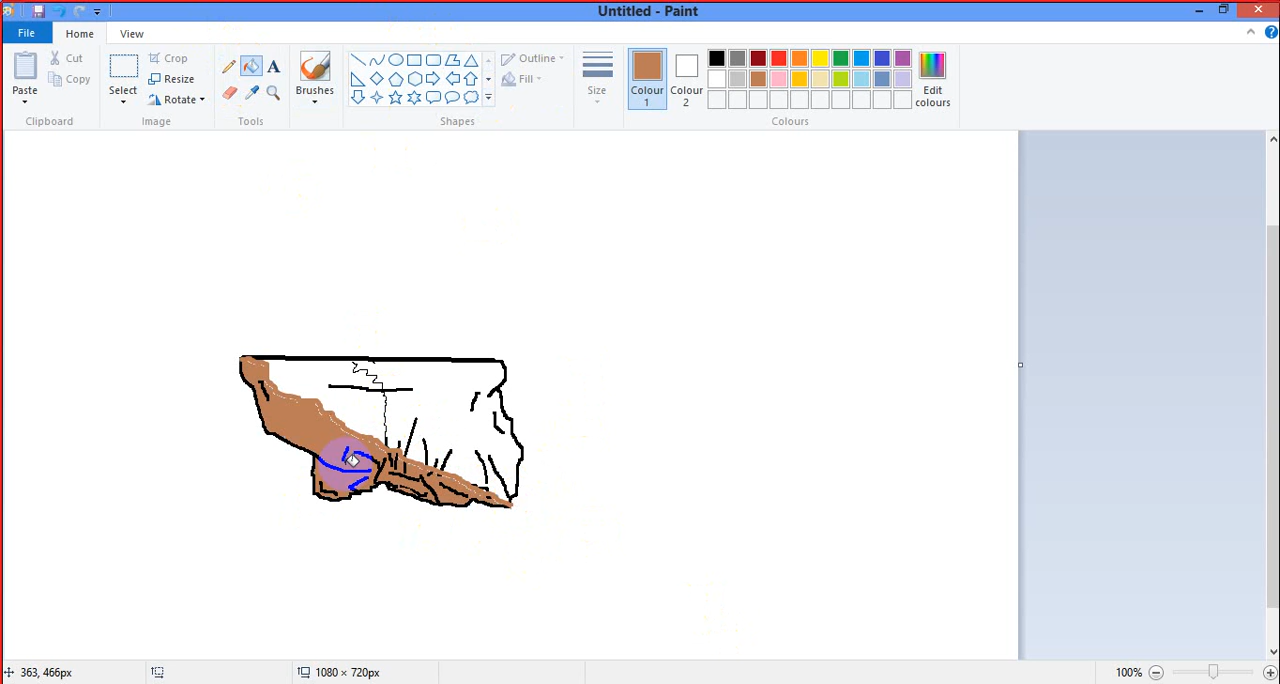 Untitled - Paint
File
Home
View
Paste
Cut
Copy
Clipboard
Select
Crop
Resize
Rotate
Image
A
Tools
Brushes
Outline
Fill
Shapes
Size
Colour 1
Colour 2
Edit colours
Colours
363, 466px
1080 × 720px
100%